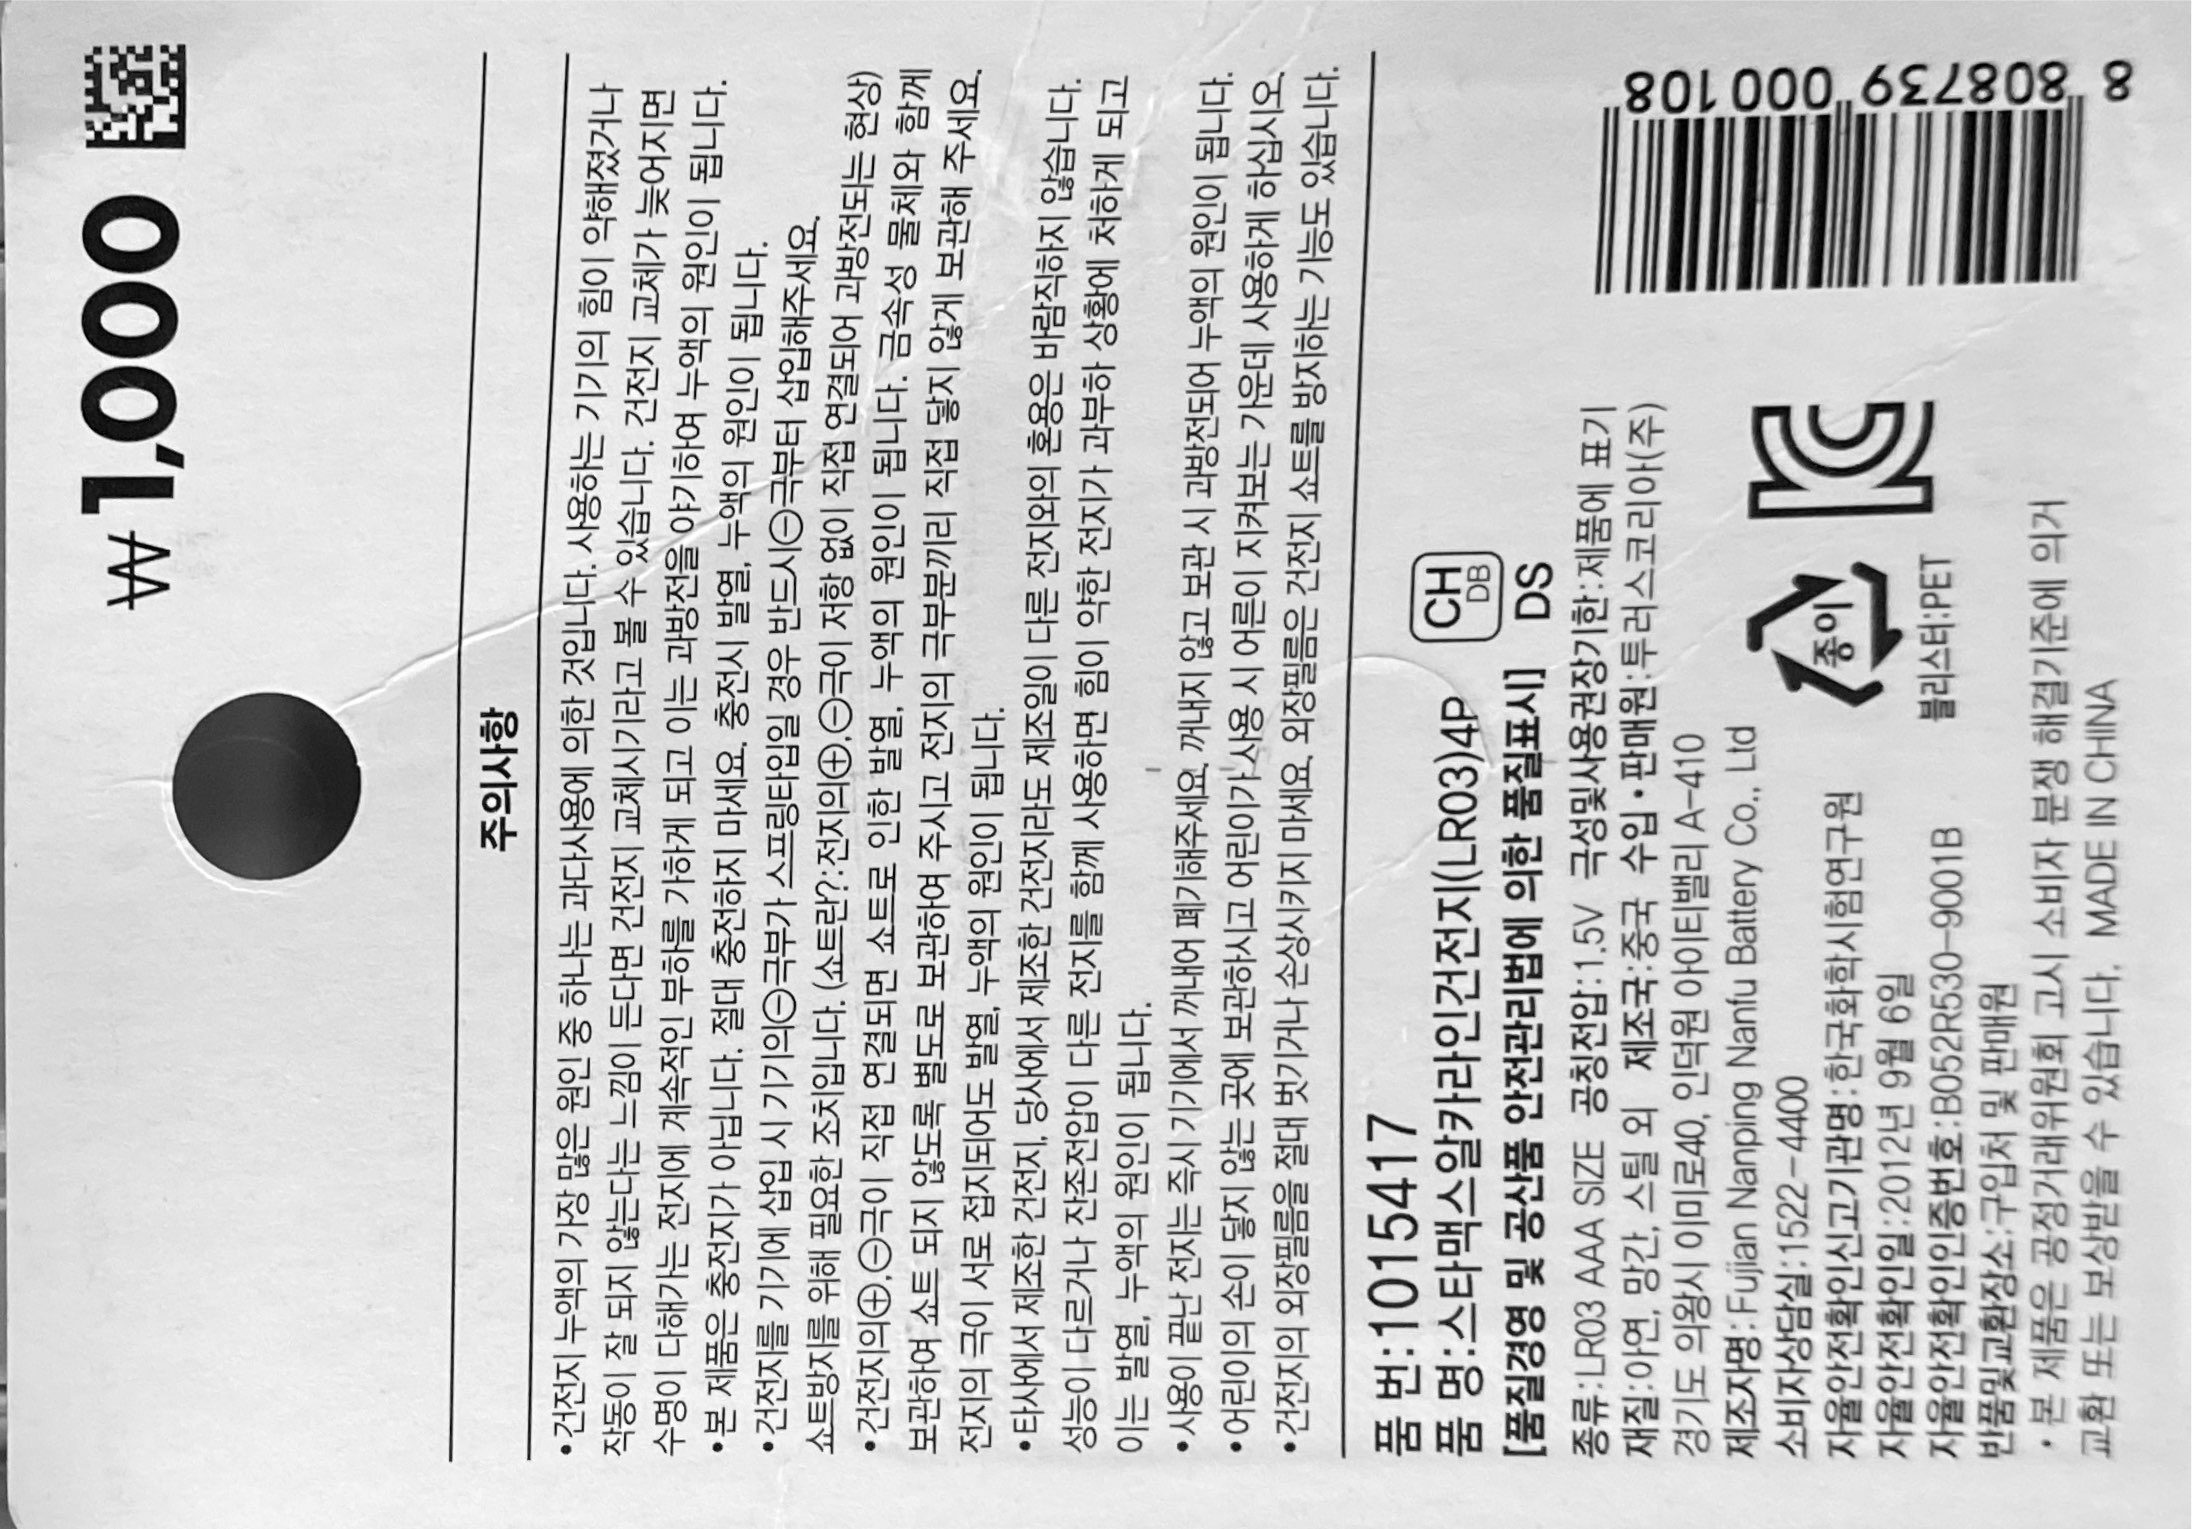 ₩1,000
주의사항
•건전지 누액의 가장 많은 원인 중 하나는 과다사용에 의한 것입니다. 사용하는 기기의 힘이 약해졌거나
작동이 잘 되지 않는다는 느낌이 든다면 건전지 교체시기라고 볼 수 있습니다. 건전지 교체가 늦어지면
수명이 다해가는 전지에 계속적인 부하를 가하게 되고 이는 과방전을 야기하여 누액의 원인이 됩니다.
•본 제품은 충전지가 아닙니다. 절대 충전하지 마세요. 충전시 발열, 누액의 원인이 됩니다.
•건전지를 기기에 삽입 시 기기의⊖극부가 스프링타입일 경우 반드시⊖극부터 삽입해주세요.
쇼트방지를 위해 필요한 조치입니다. (쇼트란?:전지의⊕,⊖극이 저항 없이 직접 연결되어 과방전되는 현상)
•건전지의⊕,⊖극이 직접 연결되면 쇼트로 인한 발열, 누액의 원인이 됩니다. 금속성 물체와 함께
보관하여 쇼트 되지 않도록 별도로 보관하여 주시고 전지의 극부분끼리 직접 닿지 않게 보관해 주세요.
전지의 극이 서로 접지되어도 발열, 누액의 원인이 됩니다.
•타사에서 제조한 건전지, 당사에서 제조한 건전지라도 제조일이 다른 전지와의 혼용은 바람직하지 않습니다.
성능이 다르거나 잔존전압이 다른 전지를 함께 사용하면 힘이 약한 전지가 과부하 상황에 처하게 되고
이는 발열, 누액의 원인이 됩니다.
•사용이 끝난 전지는 즉시 기기에서 꺼내어 폐기해주세요. 꺼내지 않고 보관 시 과방전되어 누액의 원인이 됩니다.
•어린이의 손이 닿지 않는 곳에 보관하시고 어린이가 사용 시 어른이 지켜보는 가운데 사용하게 하십시오.
•건전지의 외장필름을 절대 벗기거나 손상시키지 마세요. 외장필름은 건전지 쇼트를 방지하는 기능도 있습니다.
품 번:1015417
품 명:스타맥스알카라인건전지(LR03)4P
CH
DB
DS
[품질경영 및 공산품 안전관리법에 의한 품질표시]
종류:LR03 AAA SIZE 공칭전압:1.5V 극성및사용권장기한:제품에 표기
재질:아연, 망간, 스틸 외 제조국:중국 수입•판매원:투러스코리아(주)
경기도 의왕시 이미로40, 인덕원 아이티밸리 A-410
제조자명:Fujian Nanping Nanfu Battery Co., Ltd
소비자상담실:1522-4400
자율안전확인신고기관명:한국화학시험연구원
자율안전확인일:2012년 9월 6일
자율안전확인인증번호:B052R530-9001B
반품및교환장소:구입처 및 판매원
• 본 제품은 공정거래위원회 고시 소비자 분쟁 해결기준에 의거
교환 또는 보상받을 수 있습니다. MADE IN CHINA
종이
블리스터:PET
8 808739 000108